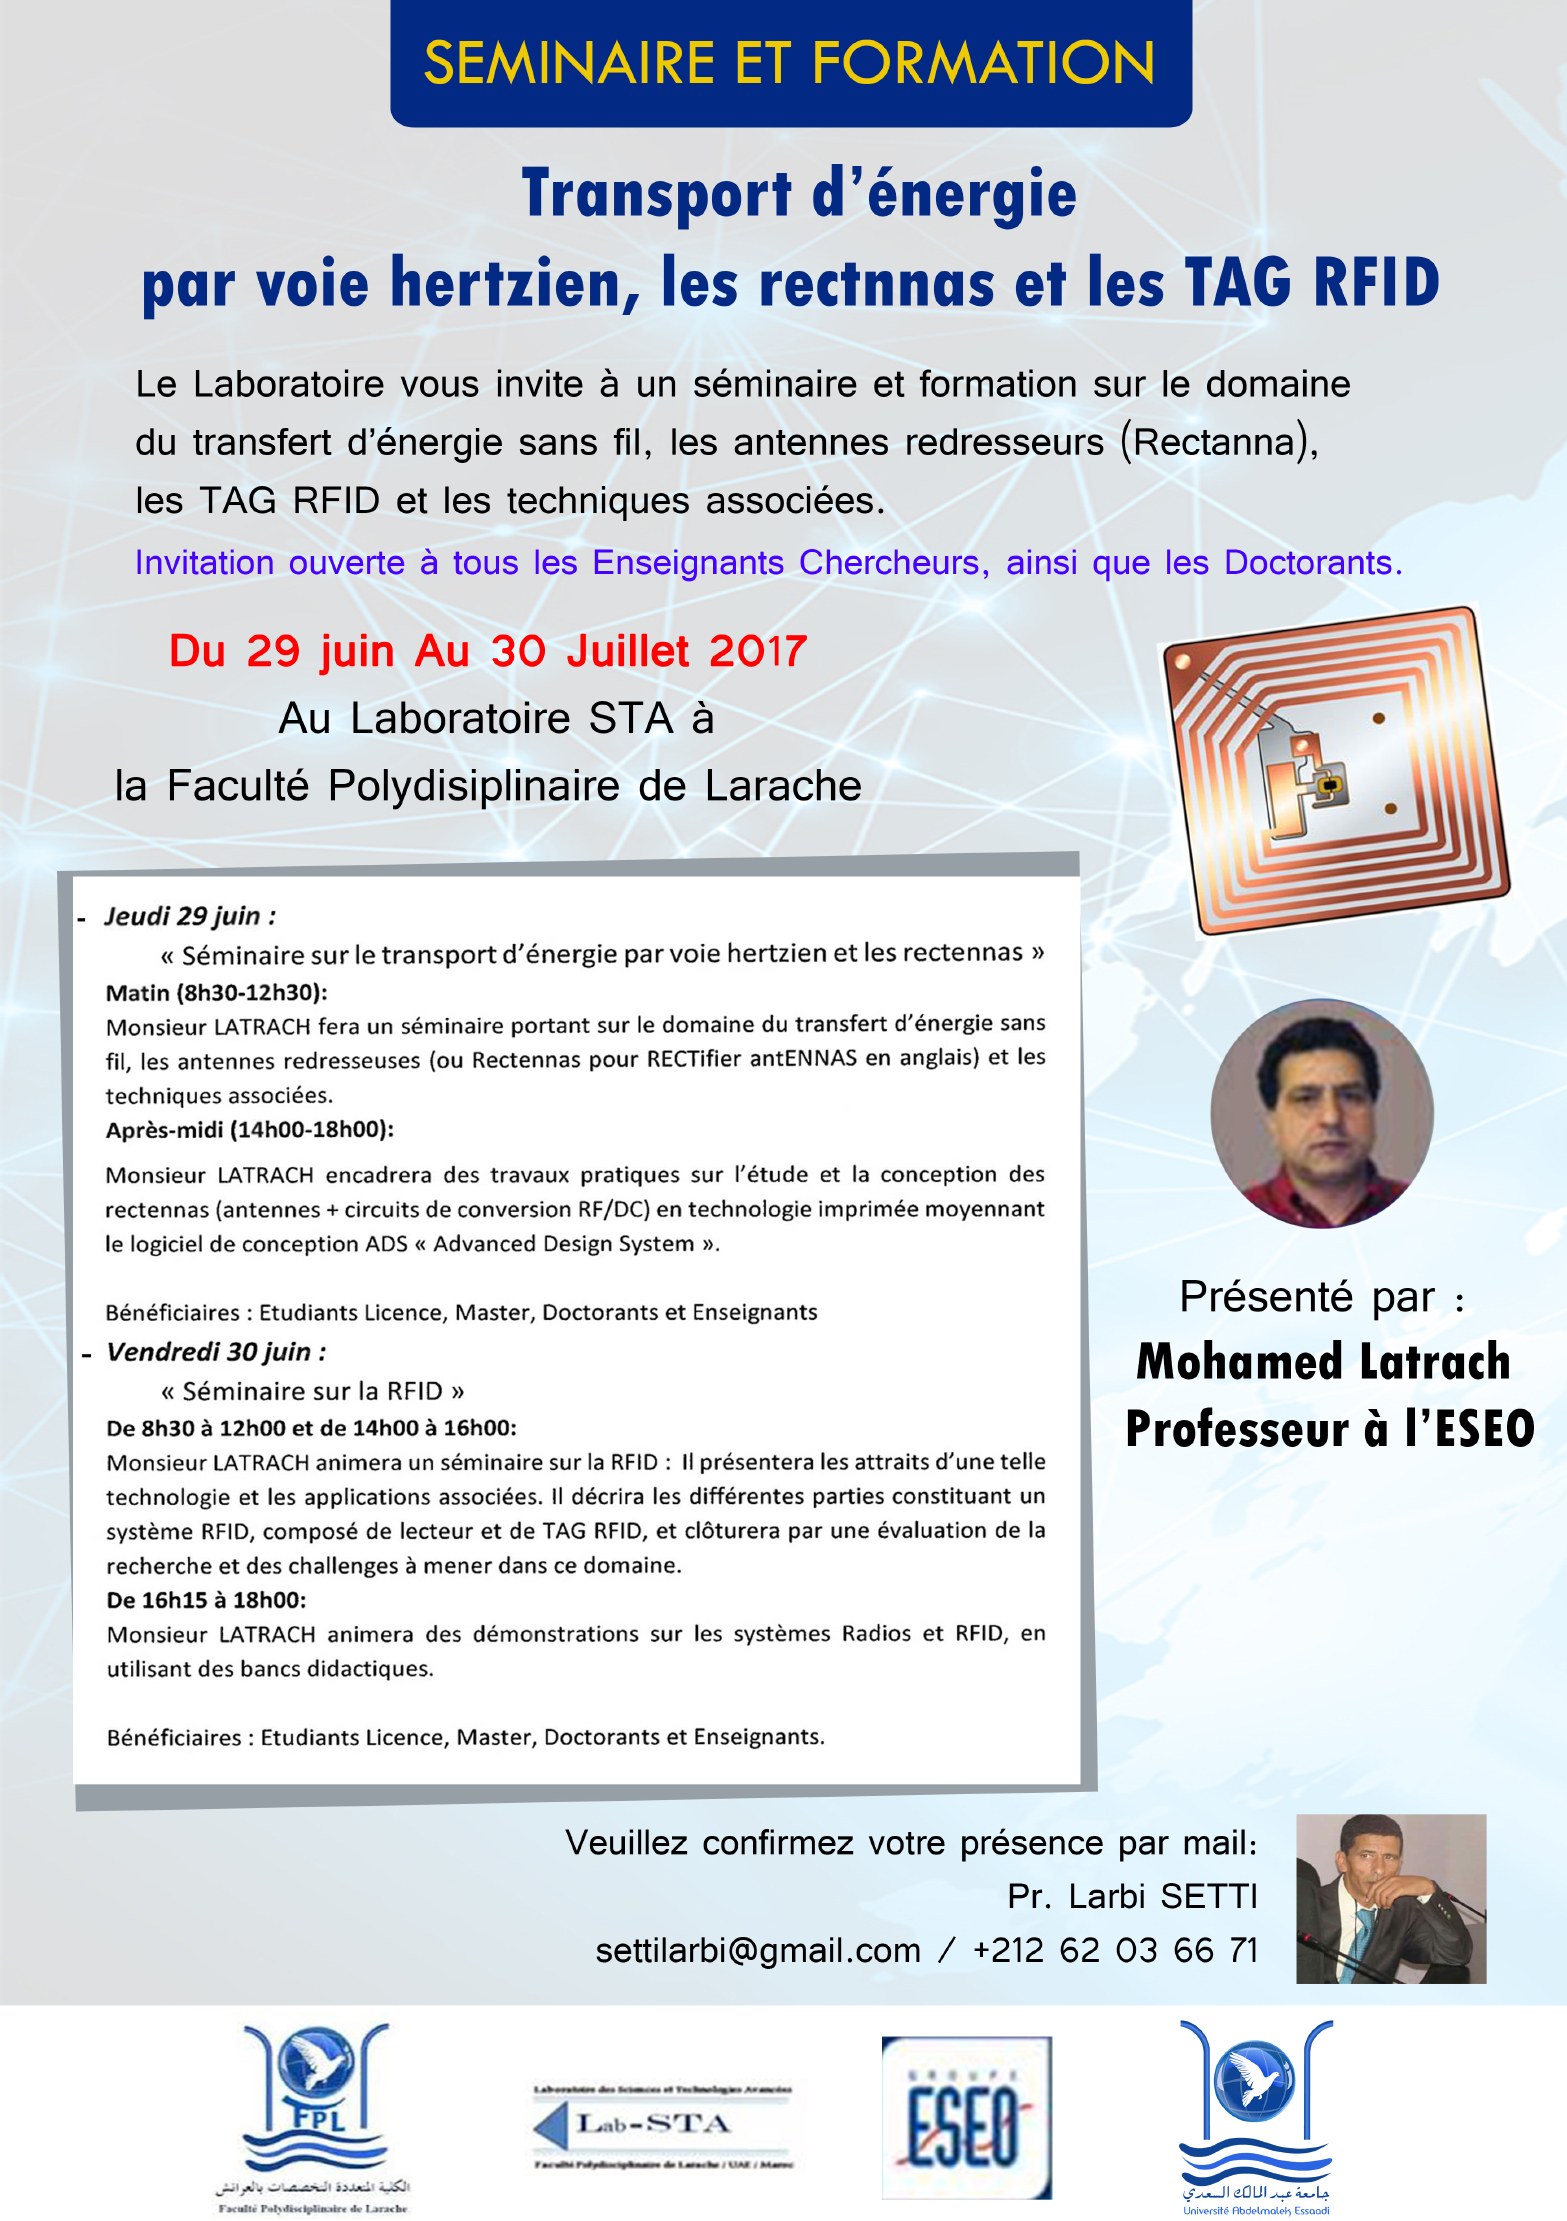 SEMINAIRE ET FORMATION
Transport d’énergie
par voie hertzien, les rectnnas et les TAG RFID
Le Laboratoire vous invite à un séminaire et formation sur le domaine
du transfert d’énergie sans fil, les antennes redresseurs (Rectanna),
les TAG RFID et les techniques associées.
Invitation ouverte à tous les Enseignants Chercheurs, ainsi que les Doctorants.
Du 29 juin Au 30 Juillet 2017
Au Laboratoire STA à
la Faculté Polydisiplinaire de Larache
- Jeudi 29 juin :
« Séminaire sur le transport d’énergie par voie hertzien et les rectennas »
Matin (8h30-12h30):
Monsieur LATRACH fera un séminaire portant sur le domaine du transfert d’énergie sans
fil, les antennes redresseuses (ou Rectennas pour RECTifier antENNAS en anglais) et les
techniques associées.
Après-midi (14h00-18h00):
Monsieur LATRACH encadrera des travaux pratiques sur l’étude et la conception des
rectennas (antennes + circuits de conversion RF/DC) en technologie imprimée moyennant
le logiciel de conception ADS « Advanced Design System ».
Bénéficiaires : Etudiants Licence, Master, Doctorants et Enseignants
- Vendredi 30 juin :
« Séminaire sur la RFID »
De 8h30 à 12h00 et de 14h00 à 16h00:
Monsieur LATRACH animera un séminaire sur la RFID : Il présentera les attraits d’une telle
technologie et les applications associées. Il décrira les différentes parties constituant un
système RFID, composé de lecteur et de TAG RFID, et clôturera par une évaluation de la
recherche et des challenges à mener dans ce domaine.
De 16h15 à 18h00:
Monsieur LATRACH animera des démonstrations sur les systèmes Radios et RFID, en
utilisant des bancs didactiques.
Bénéficiaires : Etudiants Licence, Master, Doctorants et Enseignants.
Présenté par :
Mohamed Latrach
Professeur à l’ESEO
Veuillez confirmez votre présence par mail:
Pr. Larbi SETTI
settilarbi@gmail.com / +212 62 03 66 71
FPL
الكلية المتعددة التخصصات بالعرائش
Faculté Polydisciplinaire de Larache
Laboratoire des Sciences et Technologies Avancées
Lab-STA
Faculté Polydisciplinaire de Larache / UAE / Maroc
GROUPE
ESEO
جامعة عبد المالك السعدي
Université Abdelmalek Essaadi